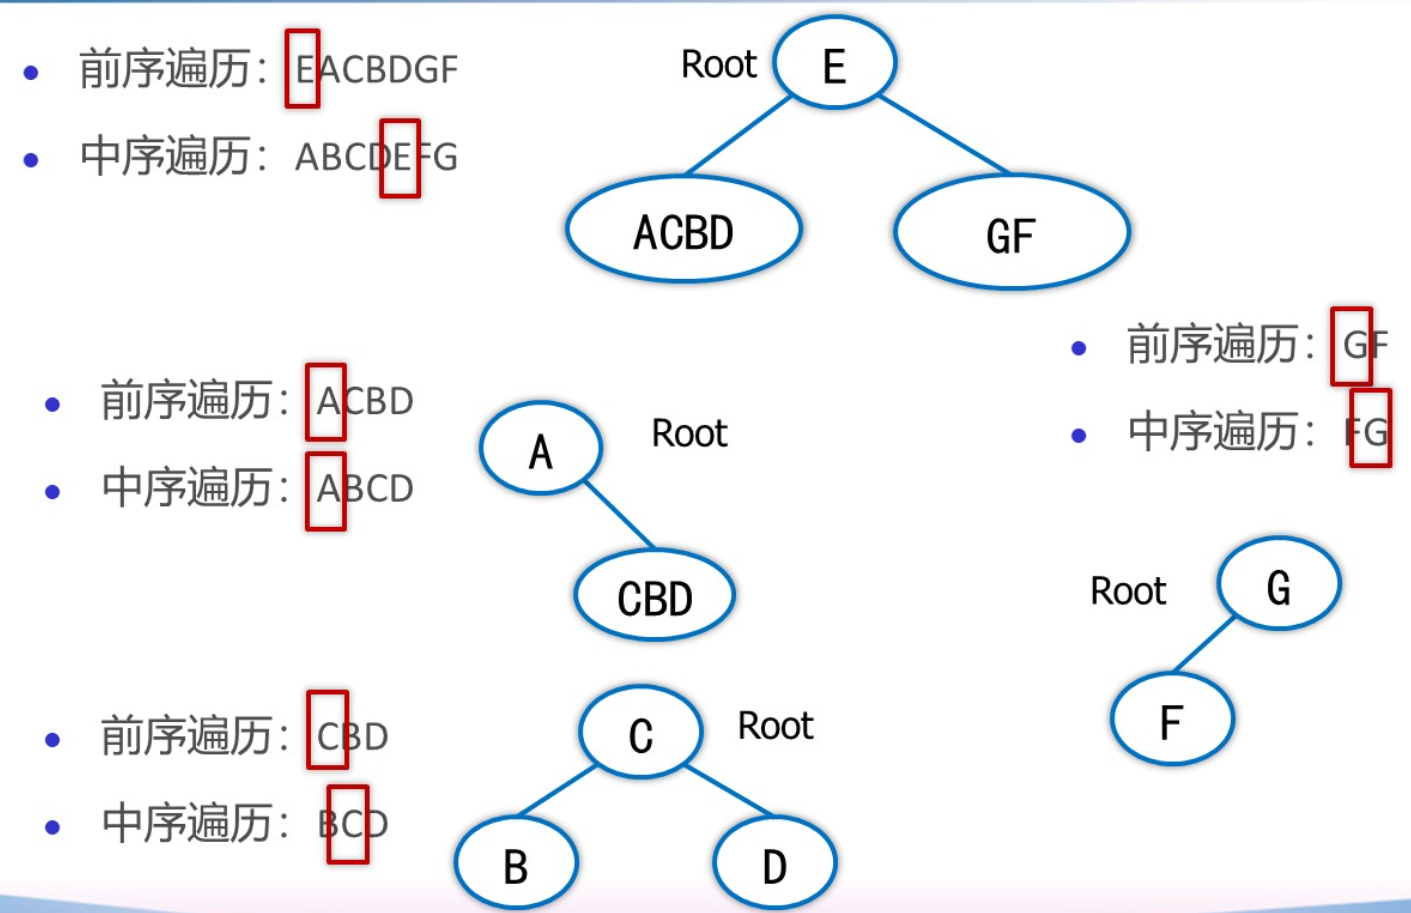 • 前序遍历：EACBDGF
• 中序遍历：ABCDEFG
Root
E
ACBD
GF
• 前序遍历：GF
• 中序遍历：FG
• 前序遍历：ACBD
• 中序遍历：ABCD
A
Root
CBD
Root
G
F
• 前序遍历：CBD
• 中序遍历：BCD
C
Root
B
D